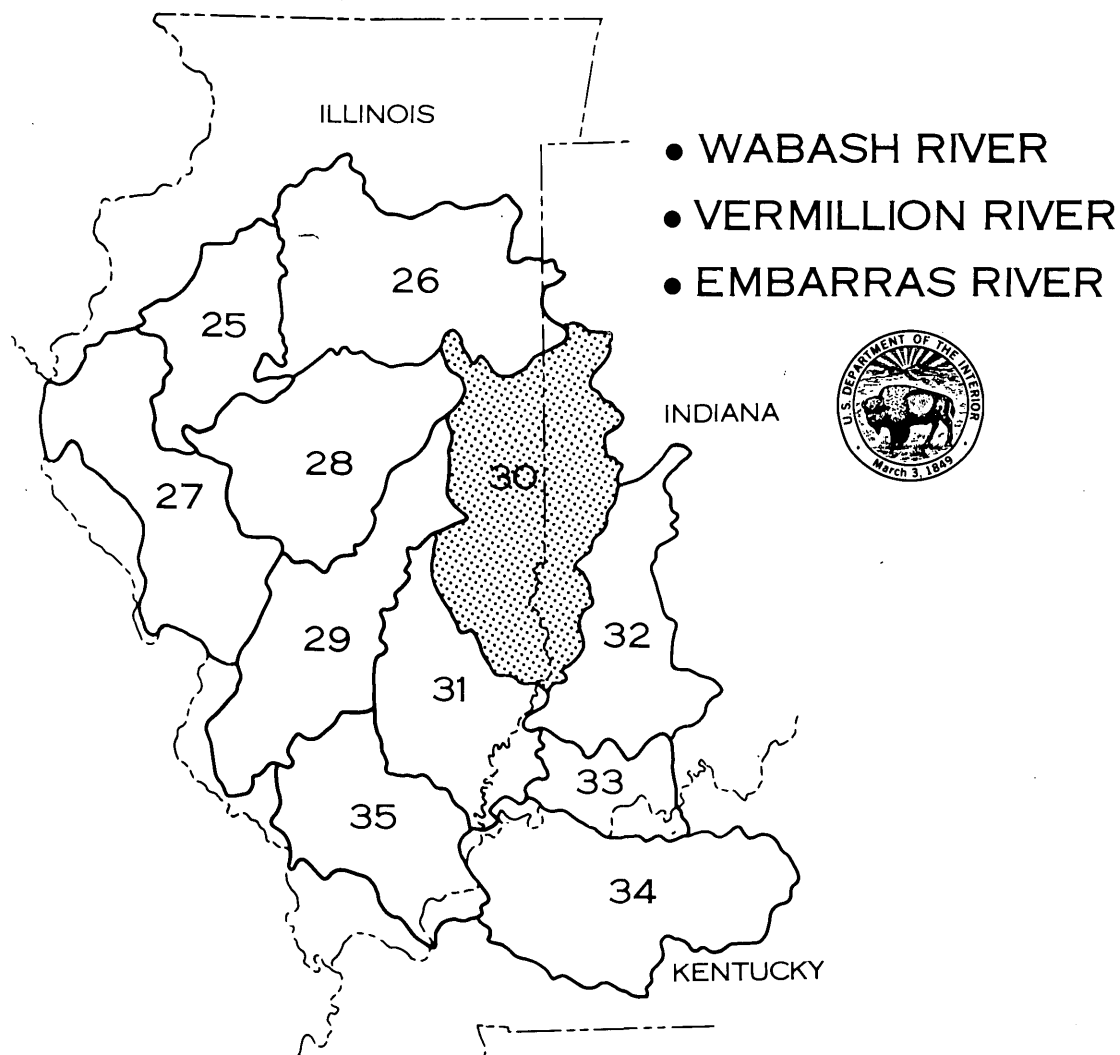 ILLINOIS
• WABASH RIVER
• VERMILLION RIVER
• EMBARRAS RIVER
26
25
U.S. DEPARTMENT OF THE INTERIOR
March 3, 1849
INDIANA
28
30
27
29
32
31
33
35
34
KENTUCKY